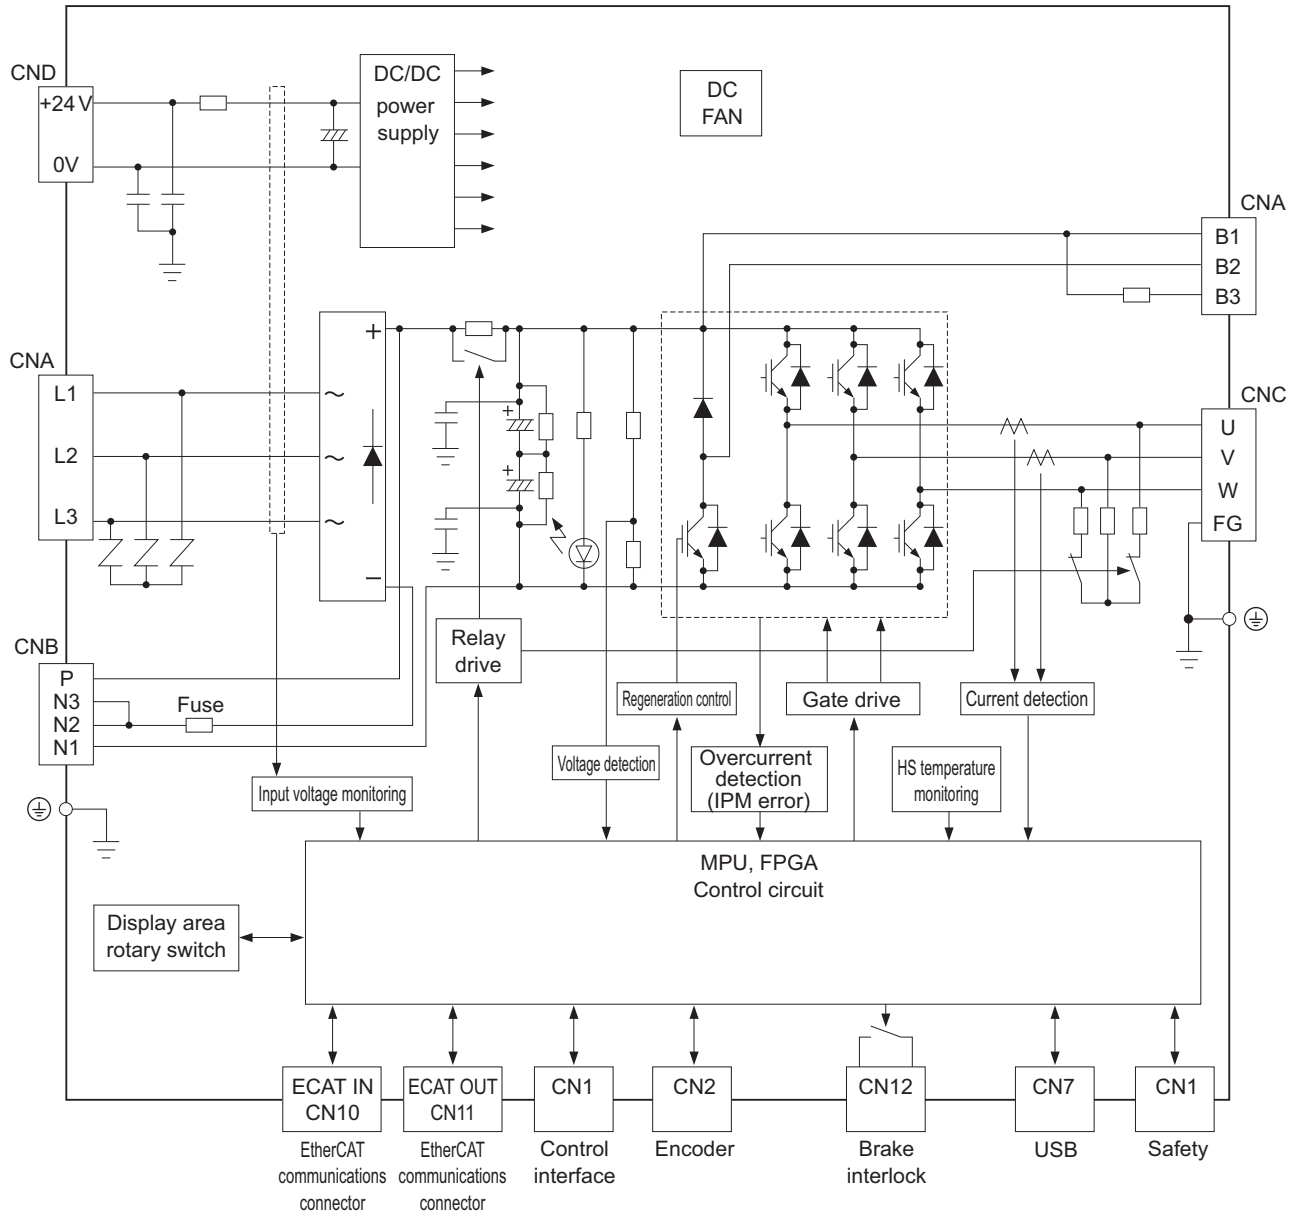 CND
+24 V
0V
DC/DC
power
supply
DC
FAN
CNA
B1
B2
B3
CNA
L1
L2
L3
+
−
+
+
CNC
U
V
W
FG
CNB
P
N3
N2
N1
Fuse
Relay
drive
Regeneration control
Gate drive
Current detection
Voltage detection
Overcurrent
detection
(IPM error)
HS temperature
monitoring
Input voltage monitoring
MPU, FPGA
Control circuit
Display area
rotary switch
ECAT IN
CN10
ECAT OUT
CN11
CN1
CN2
CN12
CN7
CN1
EtherCAT
communications
connector
EtherCAT
communications
connector
Control
interface
Encoder
Brake
interlock
USB
Safety